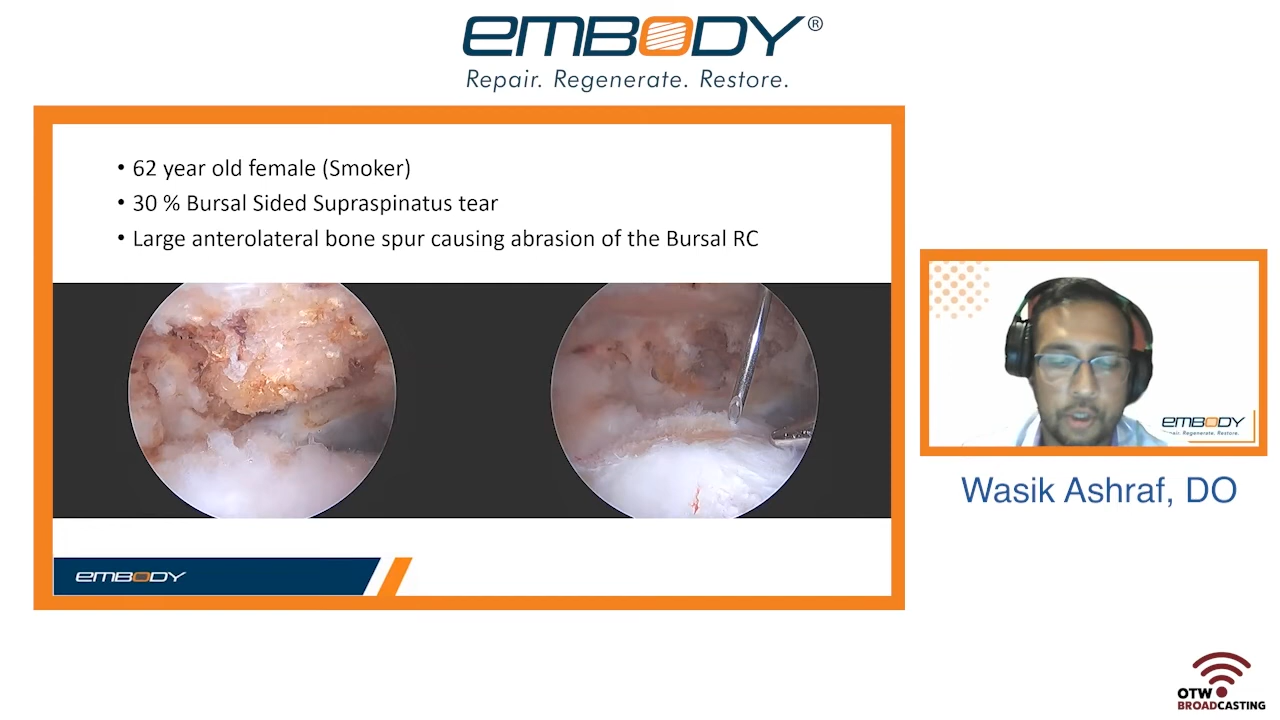 EMBODY®
Repair. Regenerate. Restore.
• 62 year old female (Smoker)
• 30 % Bursal Sided Supraspinatus tear
• Large anterolateral bone spur causing abrasion of the Bursal RC
EMBODY
EMBODY
Regenerate. Restore.
Wasik Ashraf, DO
OTW
BROADCASTING